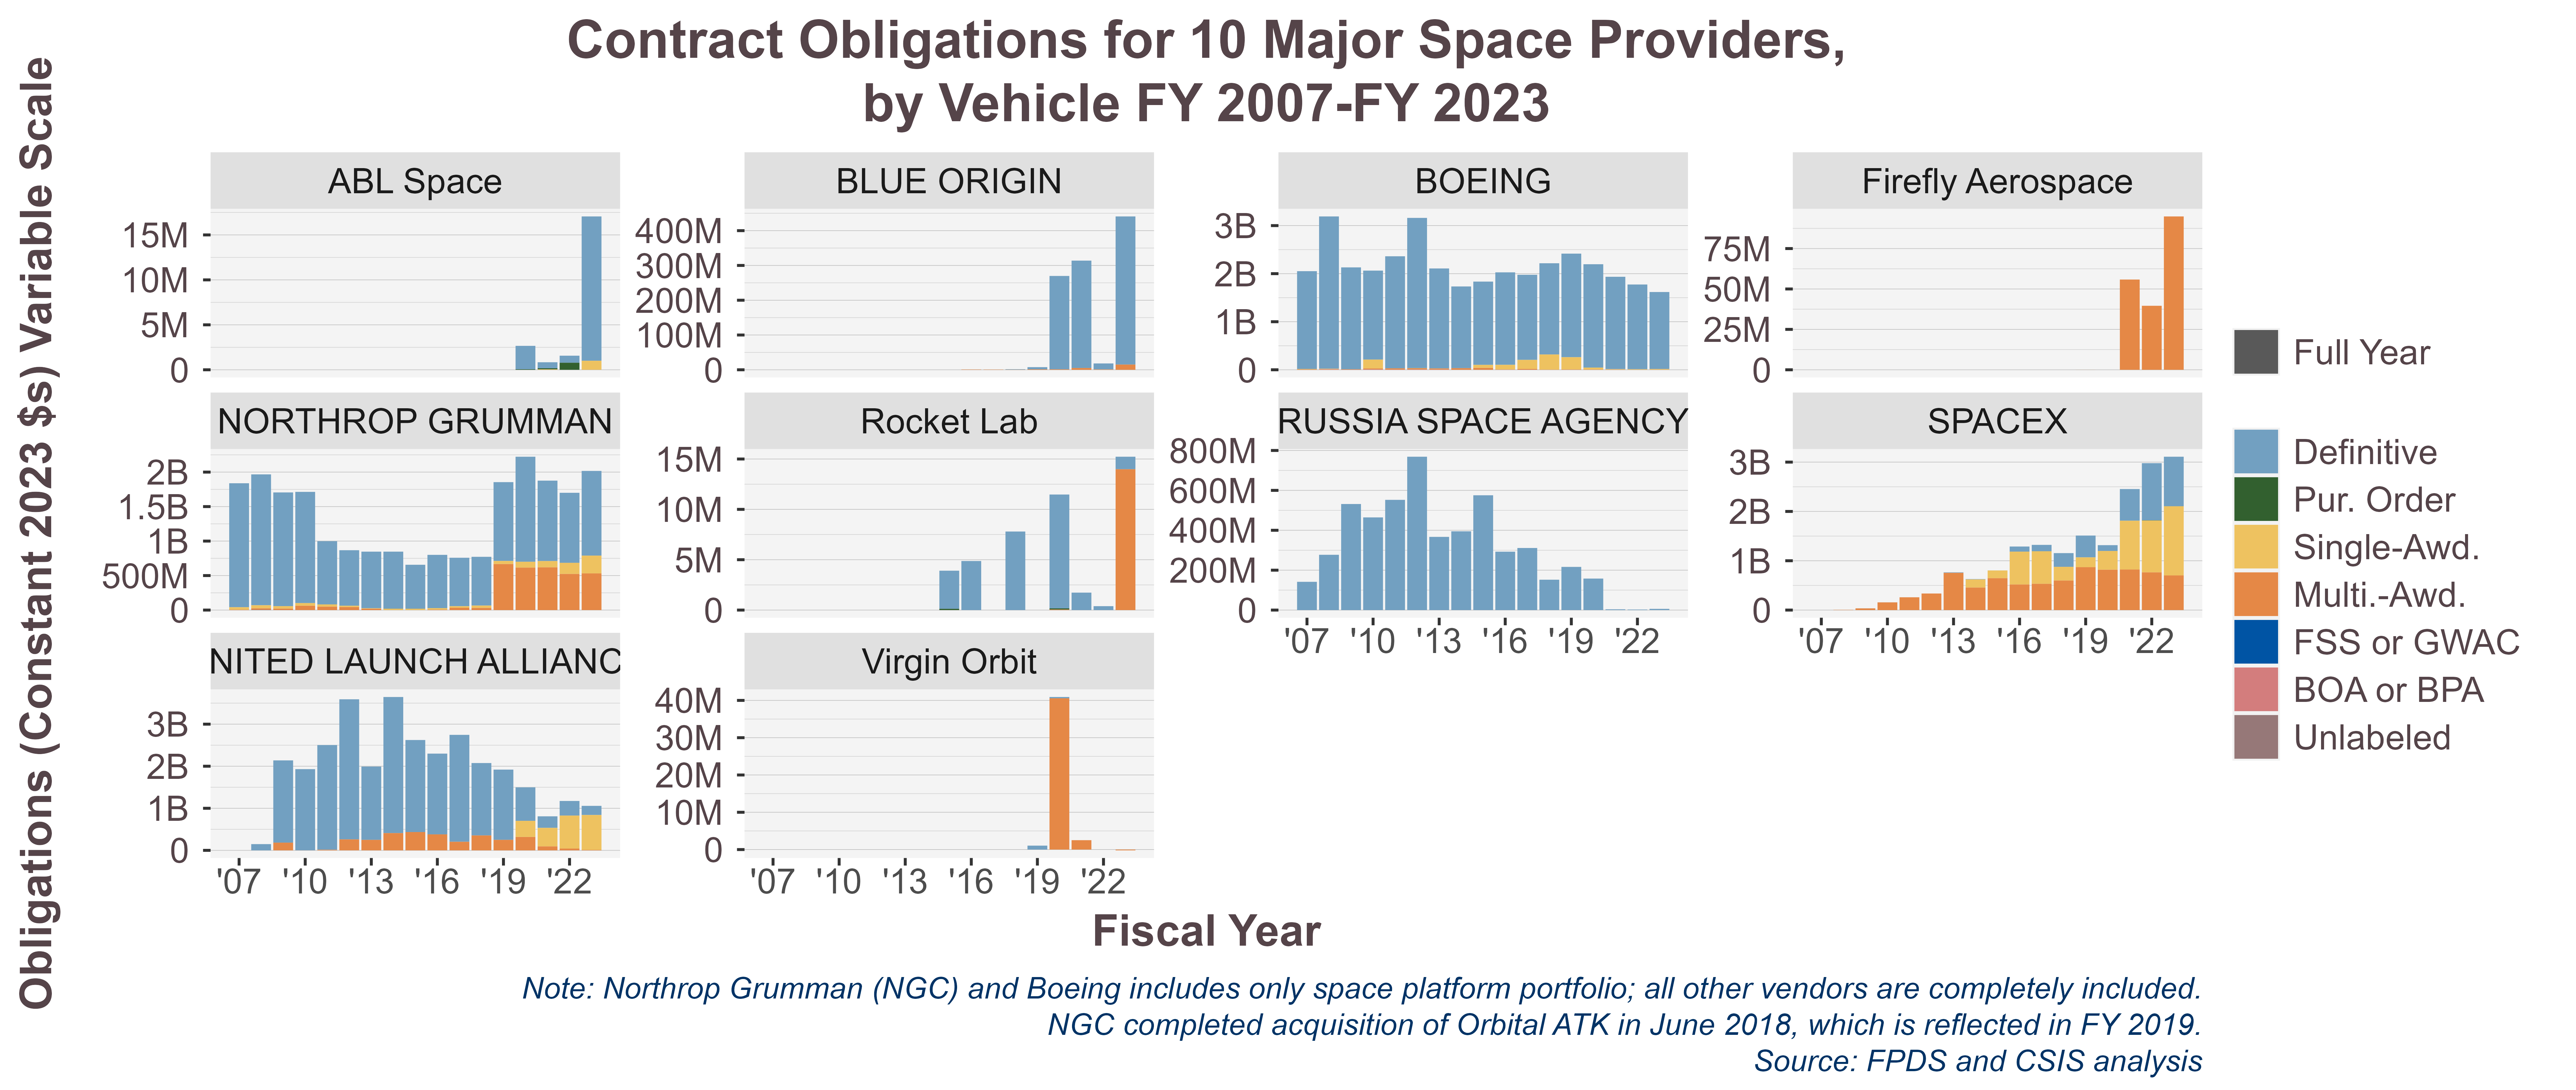 Contract Obligations for 10 Major Space Providers,
by Vehicle FY 2007-FY 2023
Obligations (Constant 2023 $s) Variable Scale
ABL Space
15M
10M
5M
0
BLUE ORIGIN
400M
300M
200M
100M
0
BOEING
3B
2B
1B
0
Firefly Aerospace
75M
50M
25M
0
NORTHROP GRUMMAN
2B
1.5B
1B
500M
0
Rocket Lab
15M
10M
5M
0
RUSSIA SPACE AGENCY
800M
600M
400M
200M
0
'07 '10 '13 '16 '19 '22
SPACEX
3B
2B
1B
0
'07 '10 '13 '16 '19 '22
NITED LAUNCH ALLIANC
3B
2B
1B
0
'07 '10 '13 '16 '19 '22
Virgin Orbit
40M
30M
20M
10M
0
'07 '10 '13 '16 '19 '22
Fiscal Year
Full Year
Definitive
Pur. Order
Single-Awd.
Multi.-Awd.
FSS or GWAC
BOA or BPA
Unlabeled
Note: Northrop Grumman (NGC) and Boeing includes only space platform portfolio; all other vendors are completely included.
NGC completed acquisition of Orbital ATK in June 2018, which is reflected in FY 2019.
Source: FPDS and CSIS analysis